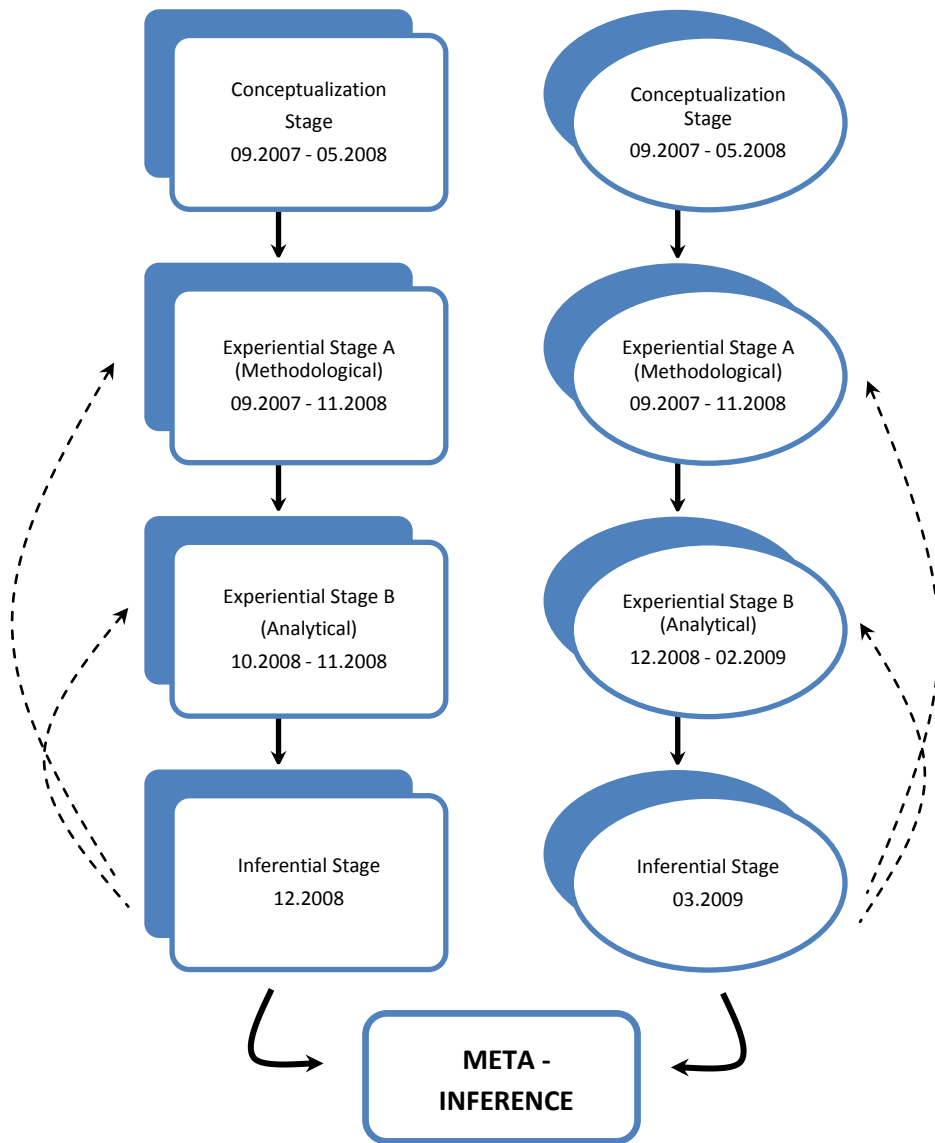 Conceptualization
Stage
09.2007 - 05.2008
Conceptualization
Stage
09.2007 - 05.2008
Experiential Stage A
(Methodological)
09.2007 - 11.2008
Experiential Stage A
(Methodological)
09.2007 - 11.2008
Experiential Stage B
(Analytical)
10.2008 - 11.2008
Experiential Stage B
(Analytical)
12.2008 - 02.2009
Inferential Stage
12.2008
Inferential Stage
03.2009
META -
INFERENCE